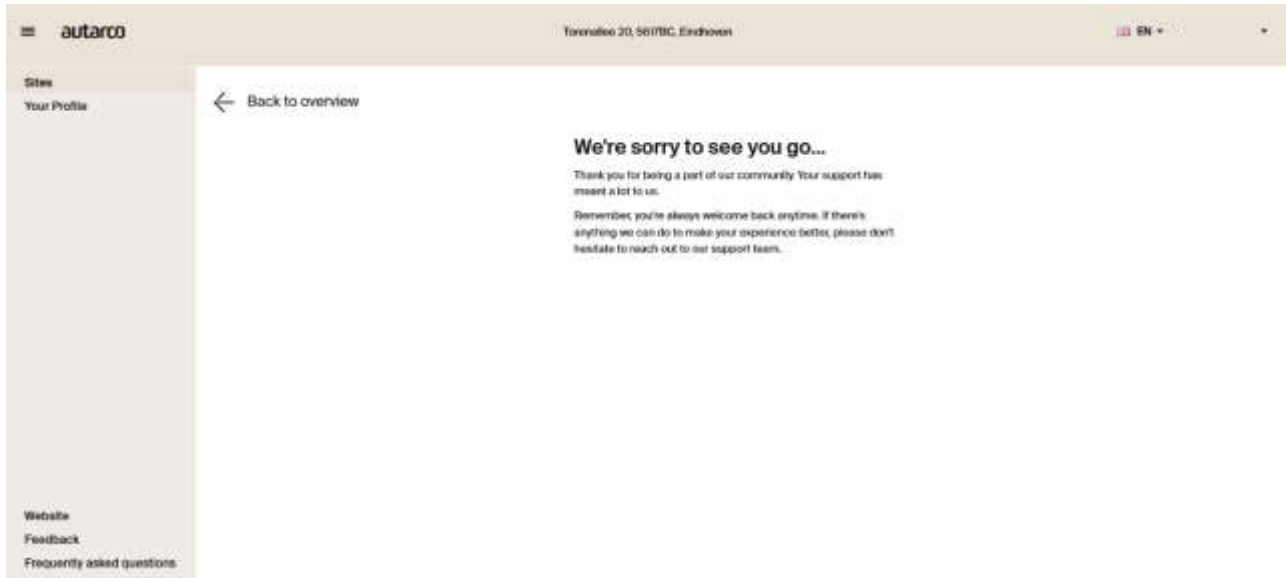 autarco
Torenallee 20, 5617BC, Eindhoven
EN
Sites
Your Profile
Back to overview
We're sorry to see you go...
Thank you for being a part of our community. Your support has
meant a lot to us.
Remember, you're always welcome back anytime. If there's
anything we can do to make your experience better, please don't
hesitate to reach out to our support team.
Website
Feedback
Frequently asked questions